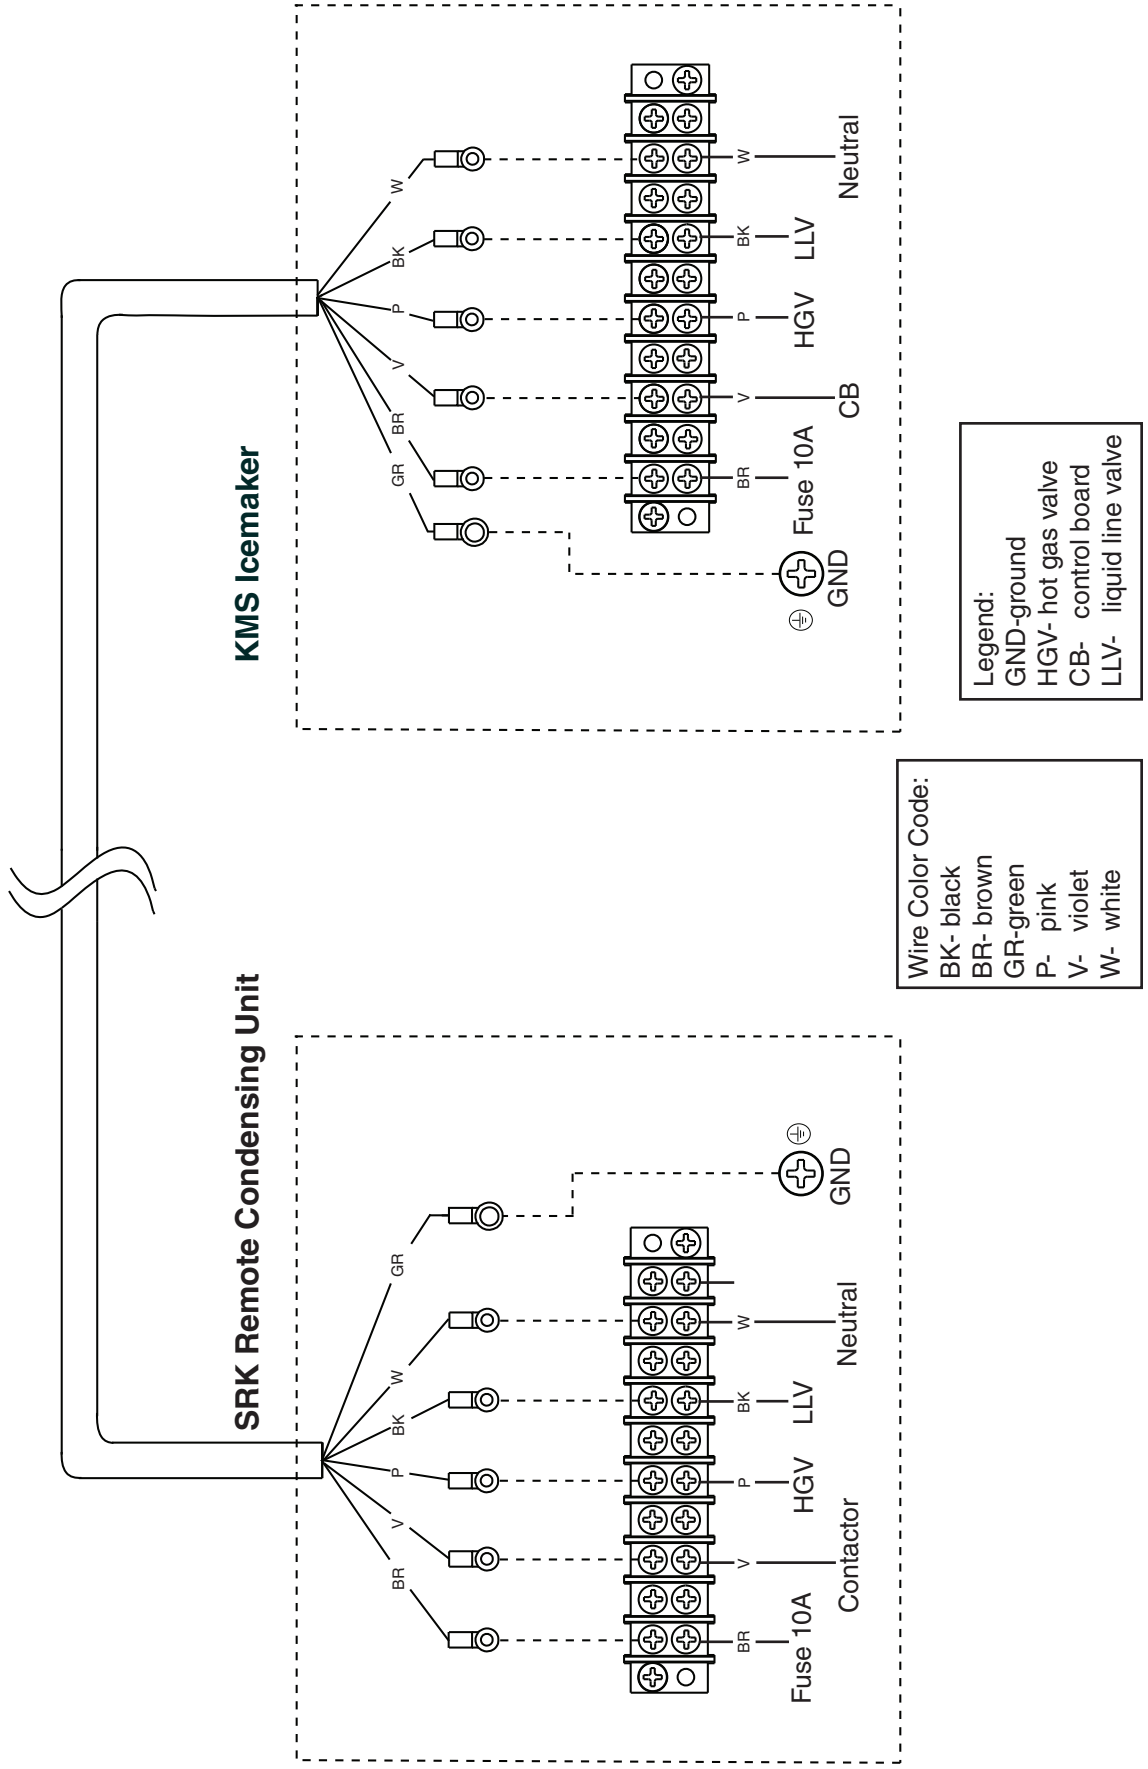 SRK Remote Condensing Unit
KMS Icemaker
BR
V
P
BK
W
GR
GR
BR
V
P
BK
W
BR
V
P
BK
W
BR
V
P
BK
W
Fuse 10A
Contactor
HGV
LLV
Neutral
GND
GND
Fuse 10A
CB
HGV
LLV
Neutral
Wire Color Code:
BK- black
BR- brown
GR-green
P- pink
V- violet
W- white
Legend:
GND-ground
HGV- hot gas valve
CB- control board
LLV- liquid line valve